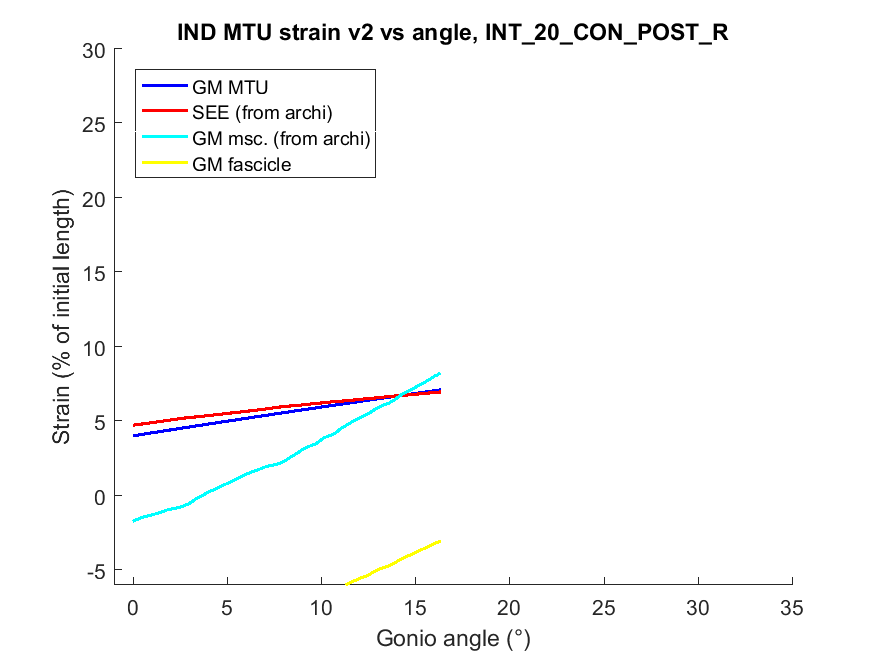 IND MTU strain v2 vs angle, INT_20_CON_POST_R
30
25
20
15
10
5
0
-5
Strain (% of initial length)
GM MTU
SEE (from archi)
GM msc. (from archi)
GM fascicle
0 5 10 15 20 25 30 35
Gonio angle (°)